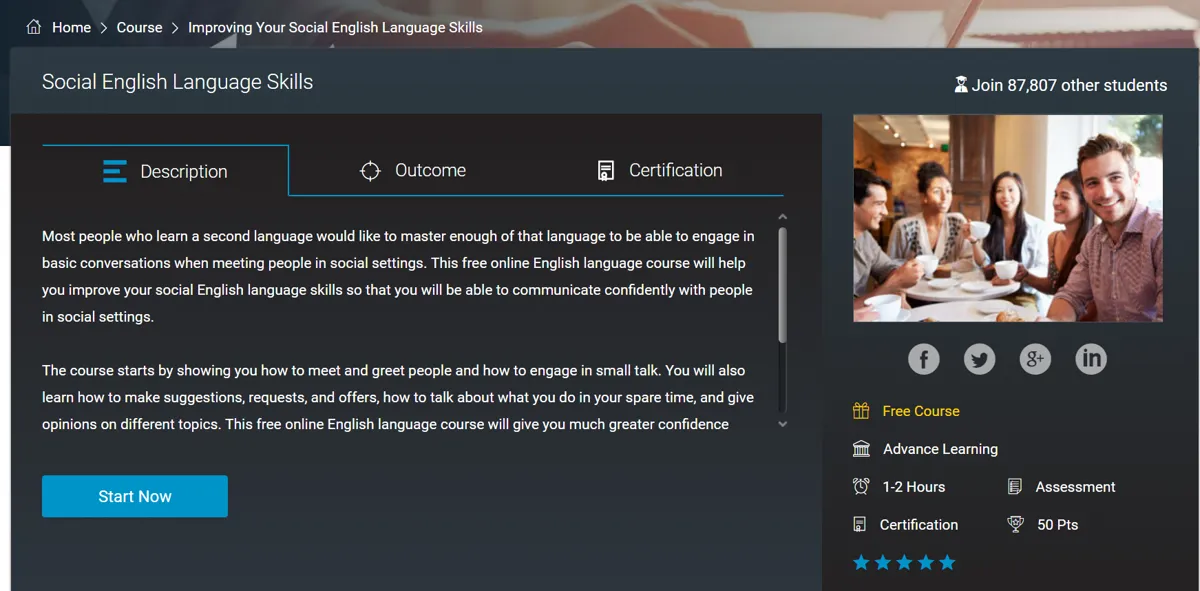 Home > Course > Improving Your Social English Language Skills
Social English Language Skills
Join 87,807 other students
Description
Outcome
Certification
Most people who learn a second language would like to master enough of that language to be able to engage in
basic conversations when meeting people in social settings. This free online English language course will help
you improve your social English language skills so that you will be able to communicate confidently with people
in social settings.
The course starts by showing you how to meet and greet people and how to engage in small talk. You will also
learn how to make suggestions, requests, and offers, how to talk about what you do in your spare time, and give
opinions on different topics. This free online English language course will give you much greater confidence
Start Now
f
g+
in
Free Course
Advance Learning
1-2 Hours
Assessment
Certification
50 Pts